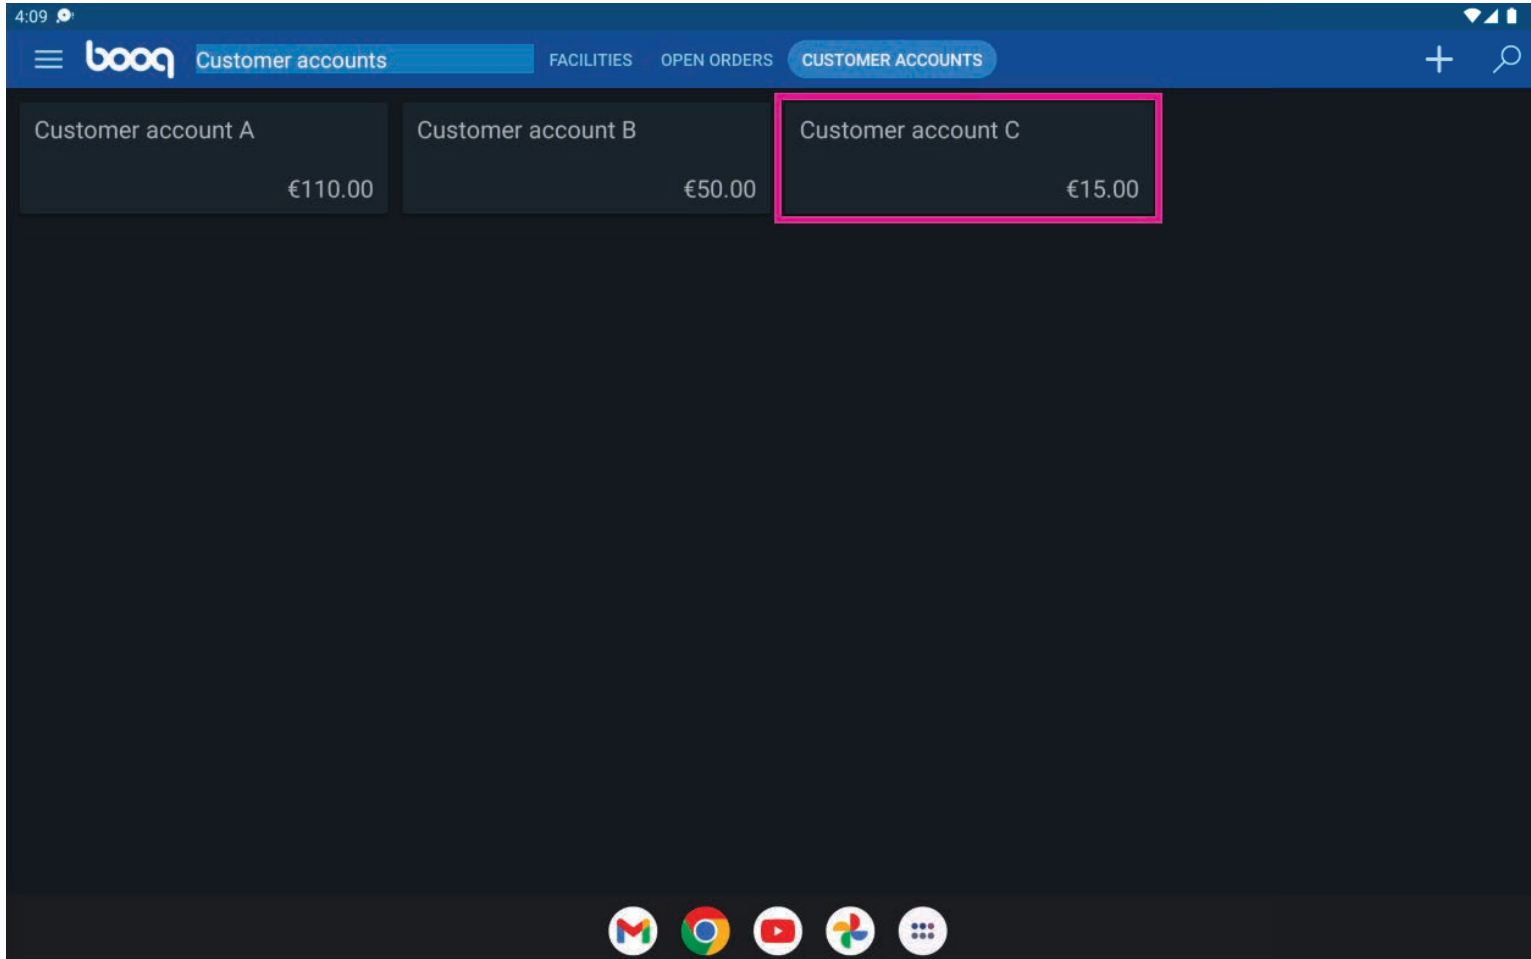 4:09
booq Customer accounts FACILITIES OPEN ORDERS CUSTOMER ACCOUNTS
Customer account A
€110.00
Customer account B
€50.00
Customer account C
€15.00